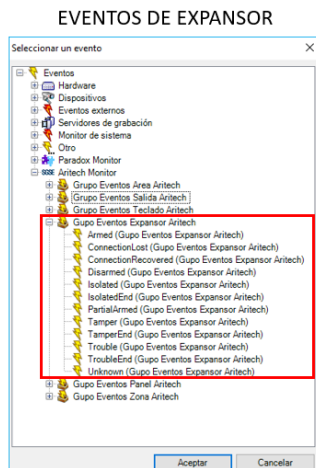 EVENTOS DE EXPANSOR
Seleccionar un evento
Eventos
Hardware
Dispositivos
Eventos externos
Servidores de grabación
Monitor de sistema
Otro
Paradox Monitor
Aritech Monitor
Grupo Eventos Area Aritech
Grupo Eventos Salida Aritech
Grupo Eventos Teclado Aritech
Gupo Eventos Expansor Aritech
Armed (Gupo Eventos Expansor Aritech)
ConnectionLost (Gupo Eventos Expansor Aritech)
ConnectionRecovered (Gupo Eventos Expansor Aritech)
Disarmed (Gupo Eventos Expansor Aritech)
Isolated (Gupo Eventos Expansor Aritech)
IsolatedEnd (Gupo Eventos Expansor Aritech)
PartialArmed (Gupo Eventos Expansor Aritech)
Tamper (Gupo Eventos Expansor Aritech)
TamperEnd (Gupo Eventos Expansor Aritech)
Trouble (Gupo Eventos Expansor Aritech)
TroubleEnd (Gupo Eventos Expansor Aritech)
Unknown (Gupo Eventos Expansor Aritech)
Gupo Eventos Panel Aritech
Gupo Eventos Zona Aritech
Aceptar Cancelar